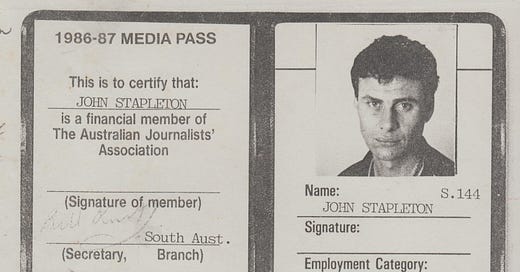 1986-87 MEDIA PASS
This is to certify that:
JOHN STAPLETON
is a financial member of
The Australian Journalists'
Association
(Signature of member)
South Aust.
(Secretary, Branch)
Name: S.144
JOHN STAPLETON
Signature:
Employment Category: